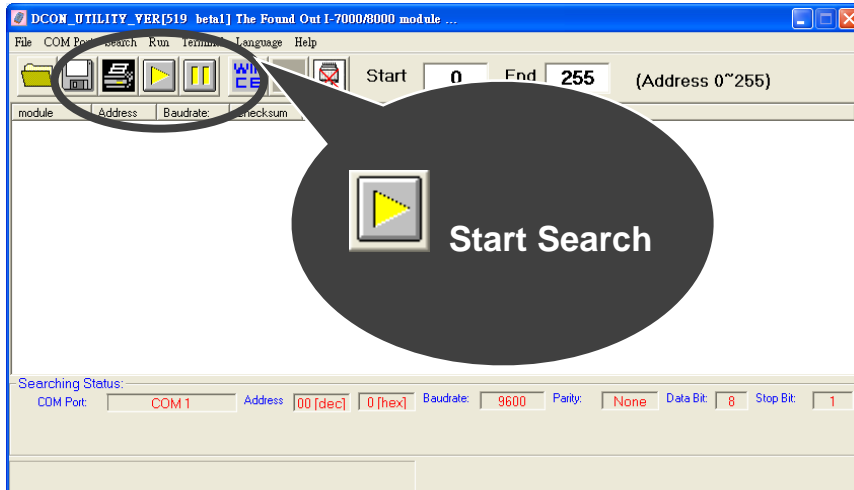 DCON_UTILITY_VER[519 beta1] The Found Out I-7000/8000 module ...
File COM Port Search Run Terminal Language Help
Start 0 End 255 (Address 0~255)
module Address Baudrate: Checksum
Start Search
Searching Status:
COM Port: COM 1 Address 00 [dec] 0 [hex] Baudrate: 9600 Parity: None Data Bit: 8 Stop Bit: 1